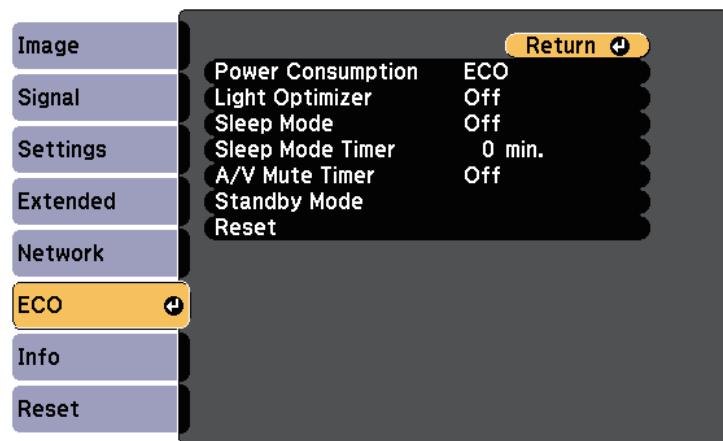 Image
Signal
Settings
Extended
Network
ECO
Info
Reset
Return
Power Consumption ECO
Light Optimizer Off
Sleep Mode Off
Sleep Mode Timer 0 min.
A/V Mute Timer Off
Standby Mode
Reset